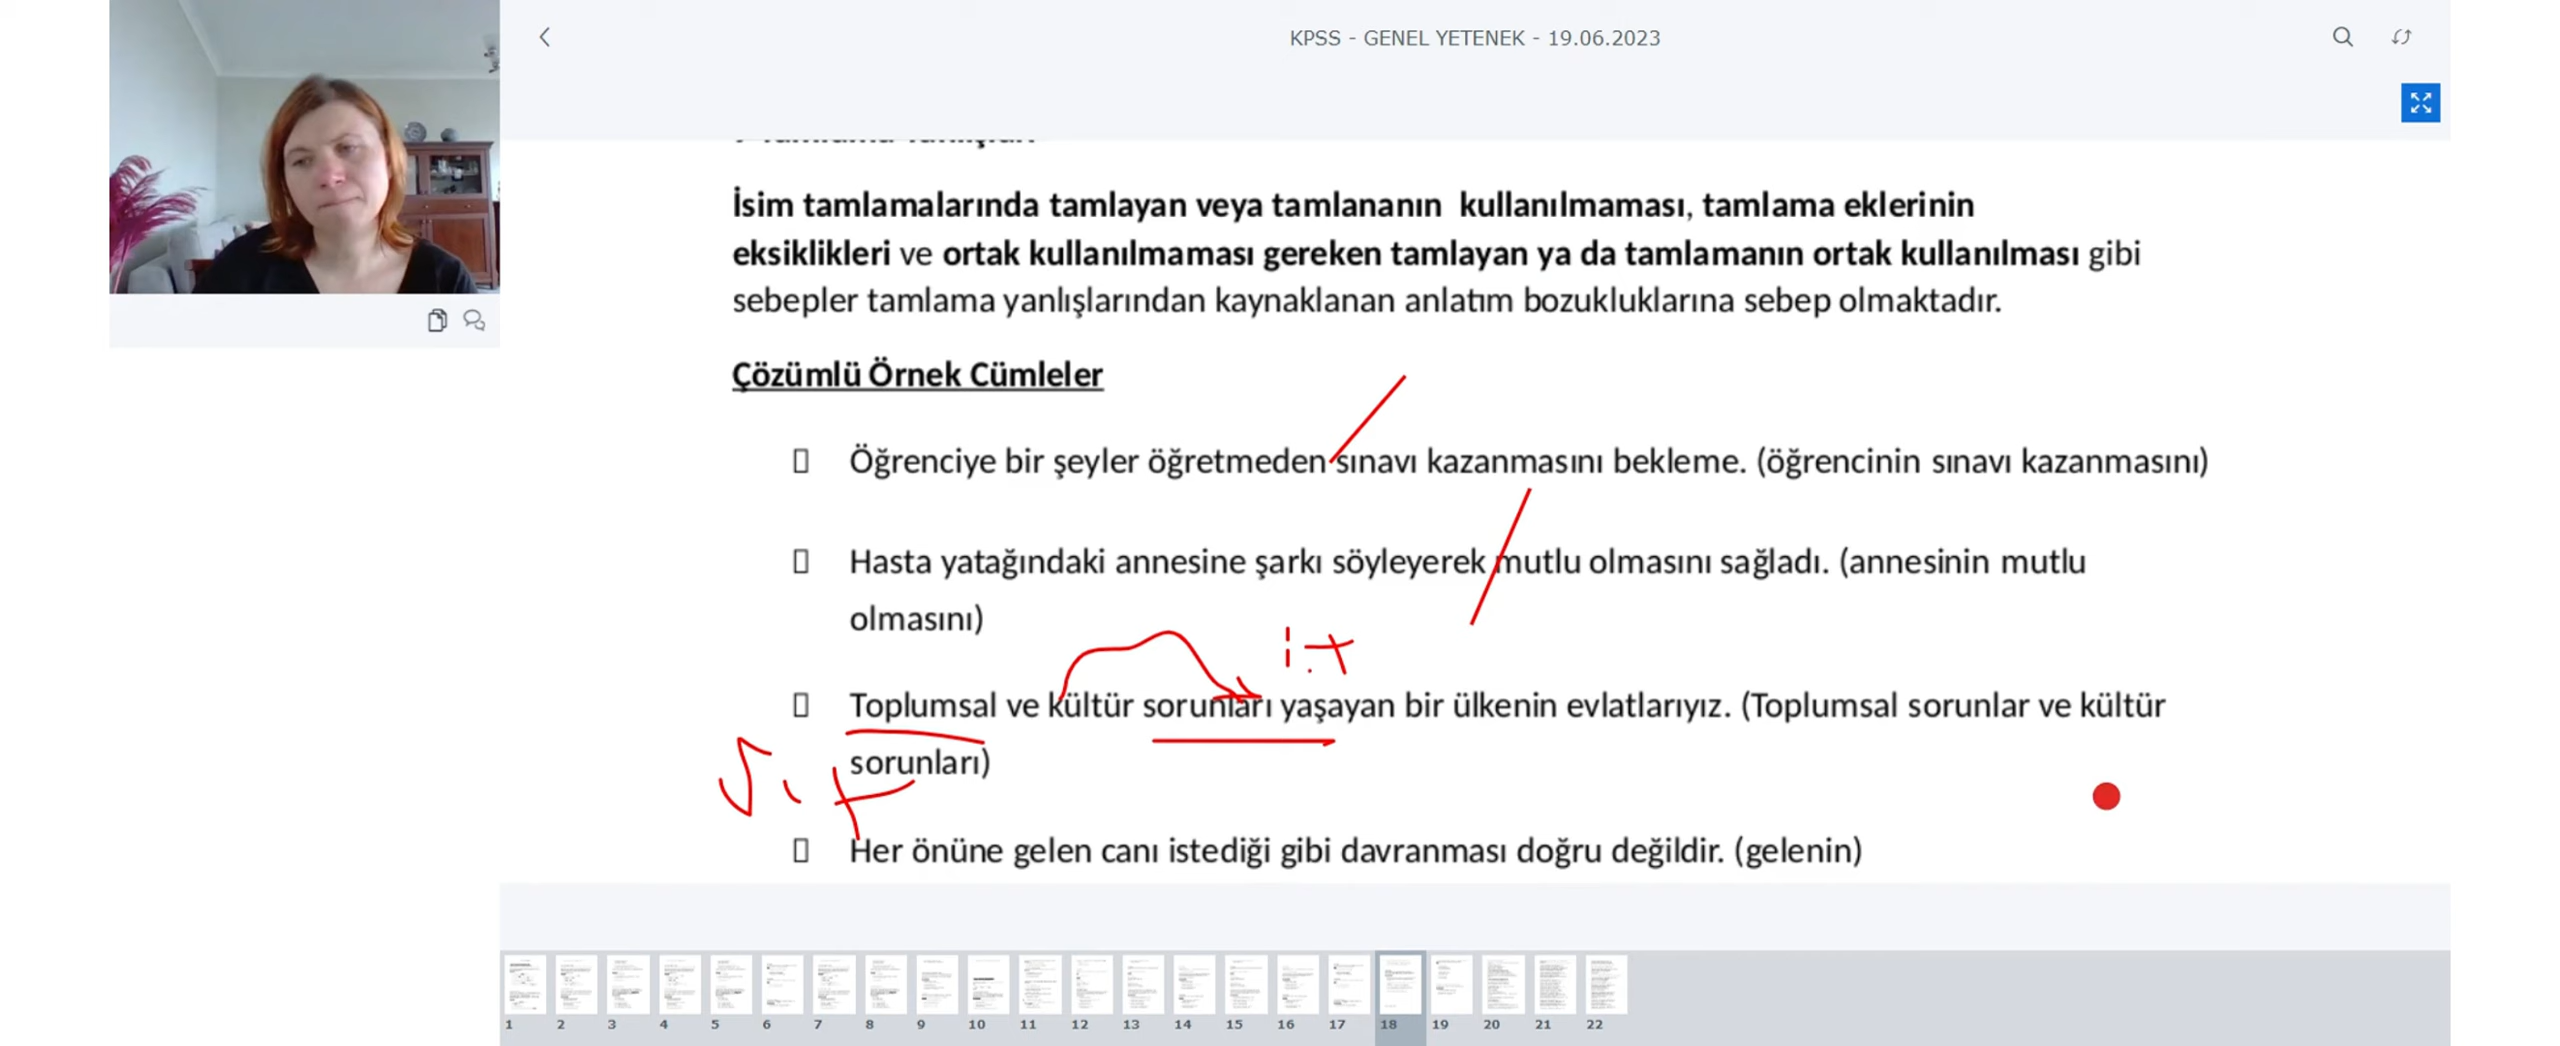 KPSS - GENEL YETENEK - 19.06.2023
İsim tamlamalarında tamlayan veya tamlananın kullanılmaması, tamlama eklerinin
eksiklikleri ve ortak kullanılmaması gereken tamlayan ya da tamlamanın ortak kullanılması gibi
sebepler tamlama yanlışlarından kaynaklanan anlatım bozukluklarına sebep olmaktadır.
Çözümlü Örnek Cümleler
Öğrenciye bir şeyler öğretmeden sınavı kazanmasını bekleme. (öğrencinin sınavı kazanmasını)
Hasta yatağındaki annesine şarkı söyleyerek mutlu olmasını sağladı. (annesinin mutlu
olmasını)
Toplumsal ve kültür sorunları yaşayan bir ülkenin evlatlarıyız. (Toplumsal sorunlar ve kültür
sorunları)
Her önüne gelen canı istediği gibi davranması doğru değildir. (gelenin)
1 2 3 4 5 6 7 8 9 10 11 12 13 14 15 16 17 18 19 20 21 22